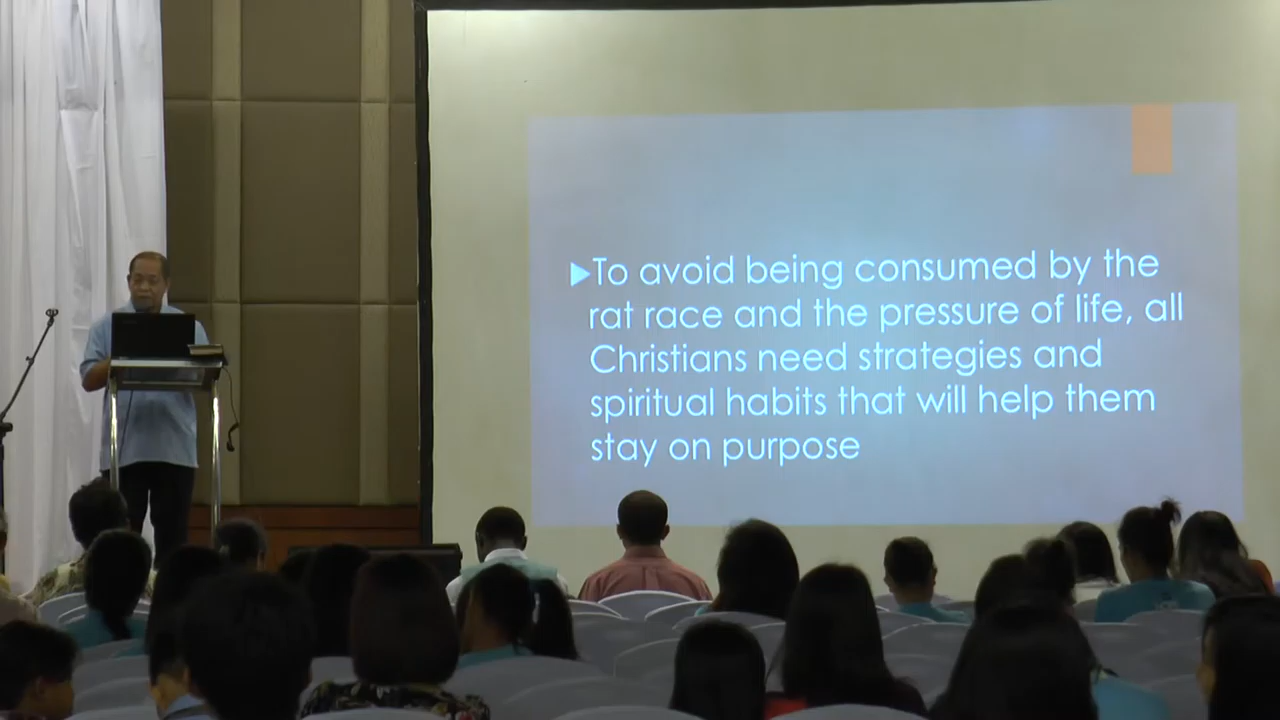 To avoid being consumed by the
rat race and the pressure of life, all
Christians need strategies and
spiritual habits that will help them
stay on purpose